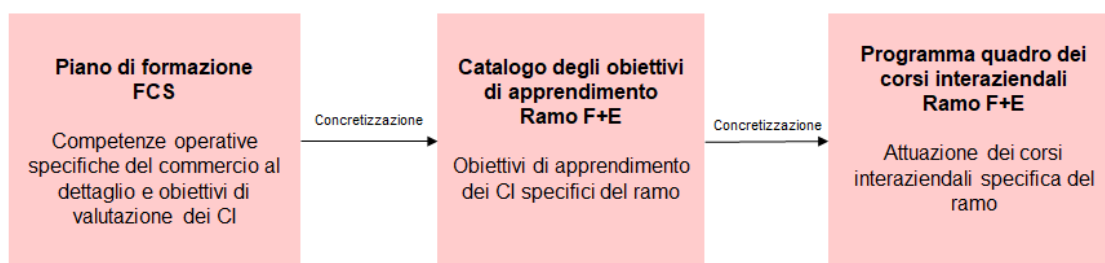 Piano di formazione
FCS
Competenze operative
specifiche del commercio al
dettaglio e obiettivi di
valutazione dei CI
Concretizzazione
Catalogo degli obiettivi
di apprendimento
Ramo F+E
Obiettivi di apprendimento
dei CI specifici del ramo
Concretizzazione
Programma quadro dei
corsi interaziendali
Ramo F+E
Attuazione dei corsi
interaziendali specifica del
ramo